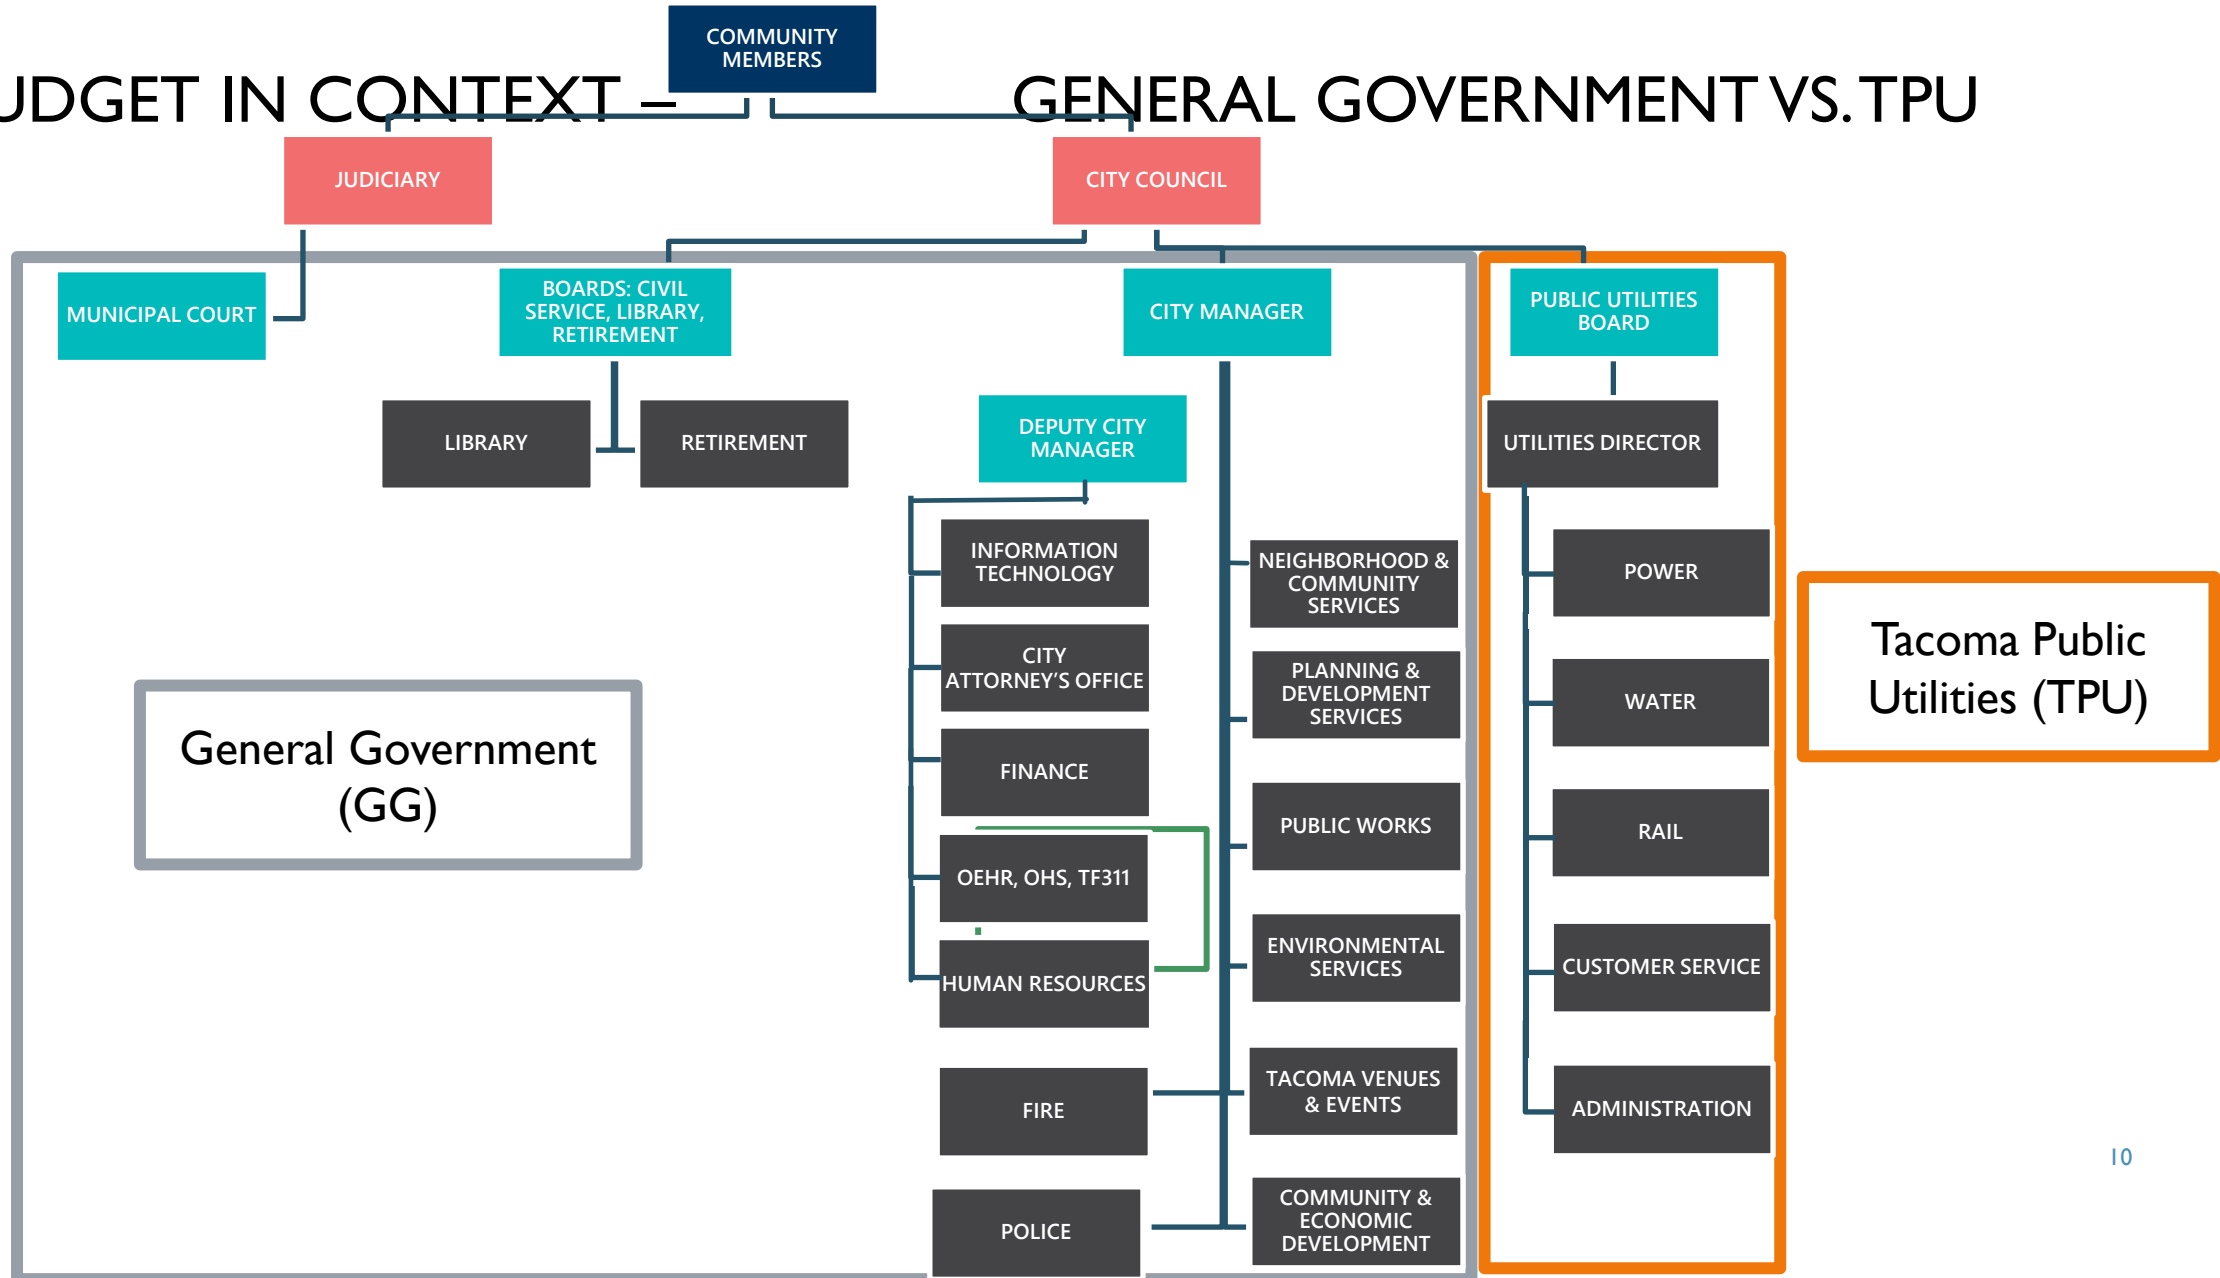 COMMUNITY
MEMBERS
UDGET IN CONTEXT – GENERAL GOVERNMENT VS. TPU
JUDICIARY
CITY COUNCIL
MUNICIPAL COURT
BOARDS: CIVIL
SERVICE, LIBRARY,
RETIREMENT
CITY MANAGER
PUBLIC UTILITIES
BOARD
LIBRARY
RETIREMENT
DEPUTY CITY
MANAGER
UTILITIES DIRECTOR
INFORMATION
TECHNOLOGY
CITY
ATTORNEY'S OFFICE
FINANCE
OEHR, OHS, TF311
HUMAN RESOURCES
FIRE
POLICE
NEIGHBORHOOD &
COMMUNITY
SERVICES
PLANNING &
DEVELOPMENT
SERVICES
PUBLIC WORKS
ENVIRONMENTAL
SERVICES
TACOMA VENUES
& EVENTS
COMMUNITY &
ECONOMIC
DEVELOPMENT
POWER
WATER
RAIL
CUSTOMER SERVICE
ADMINISTRATION
General Government
(GG)
Tacoma Public
Utilities (TPU)
10